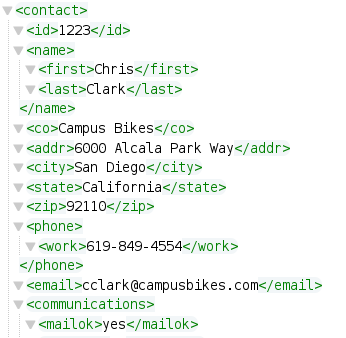 <contact>
<id>1223</id>
<name>
<first>Chris</first>
<last>Clark</last>
</name>
<co>Campus Bikes</co>
<addr>6000 Alcala Park Way</addr>
<city>San Diego</city>
<state>California</state>
<zip>92110</zip>
<phone>
<work>619-849-4554</work>
</phone>
<email>cclark@campusbikes.com</email>
<communications>
<mailok>yes</mailok>